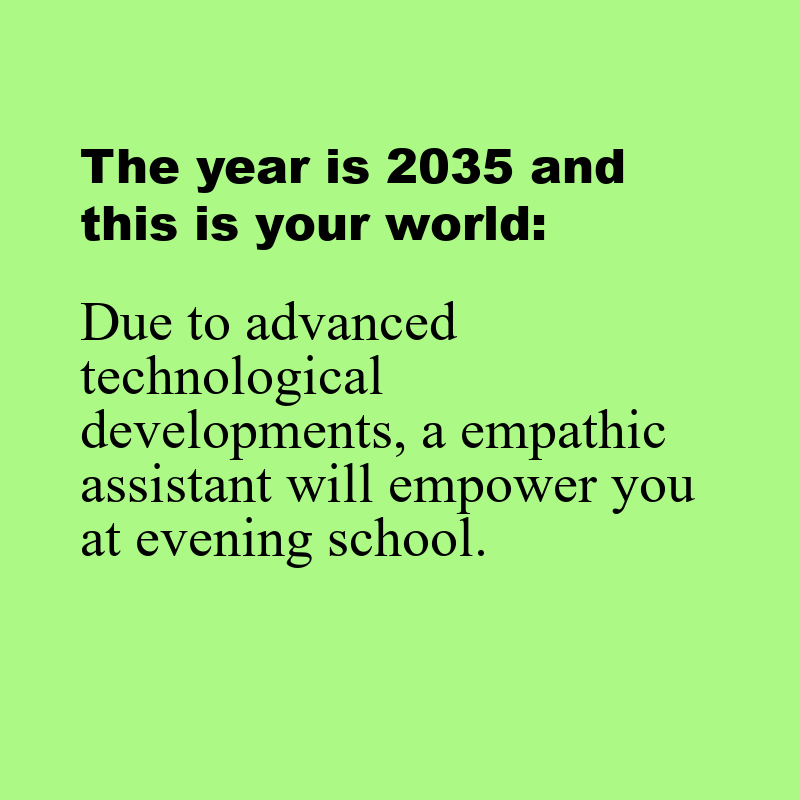 The year is 2035 and
this is your world:
Due to advanced
technological
developments, a empathic
assistant will empower you
at evening school.